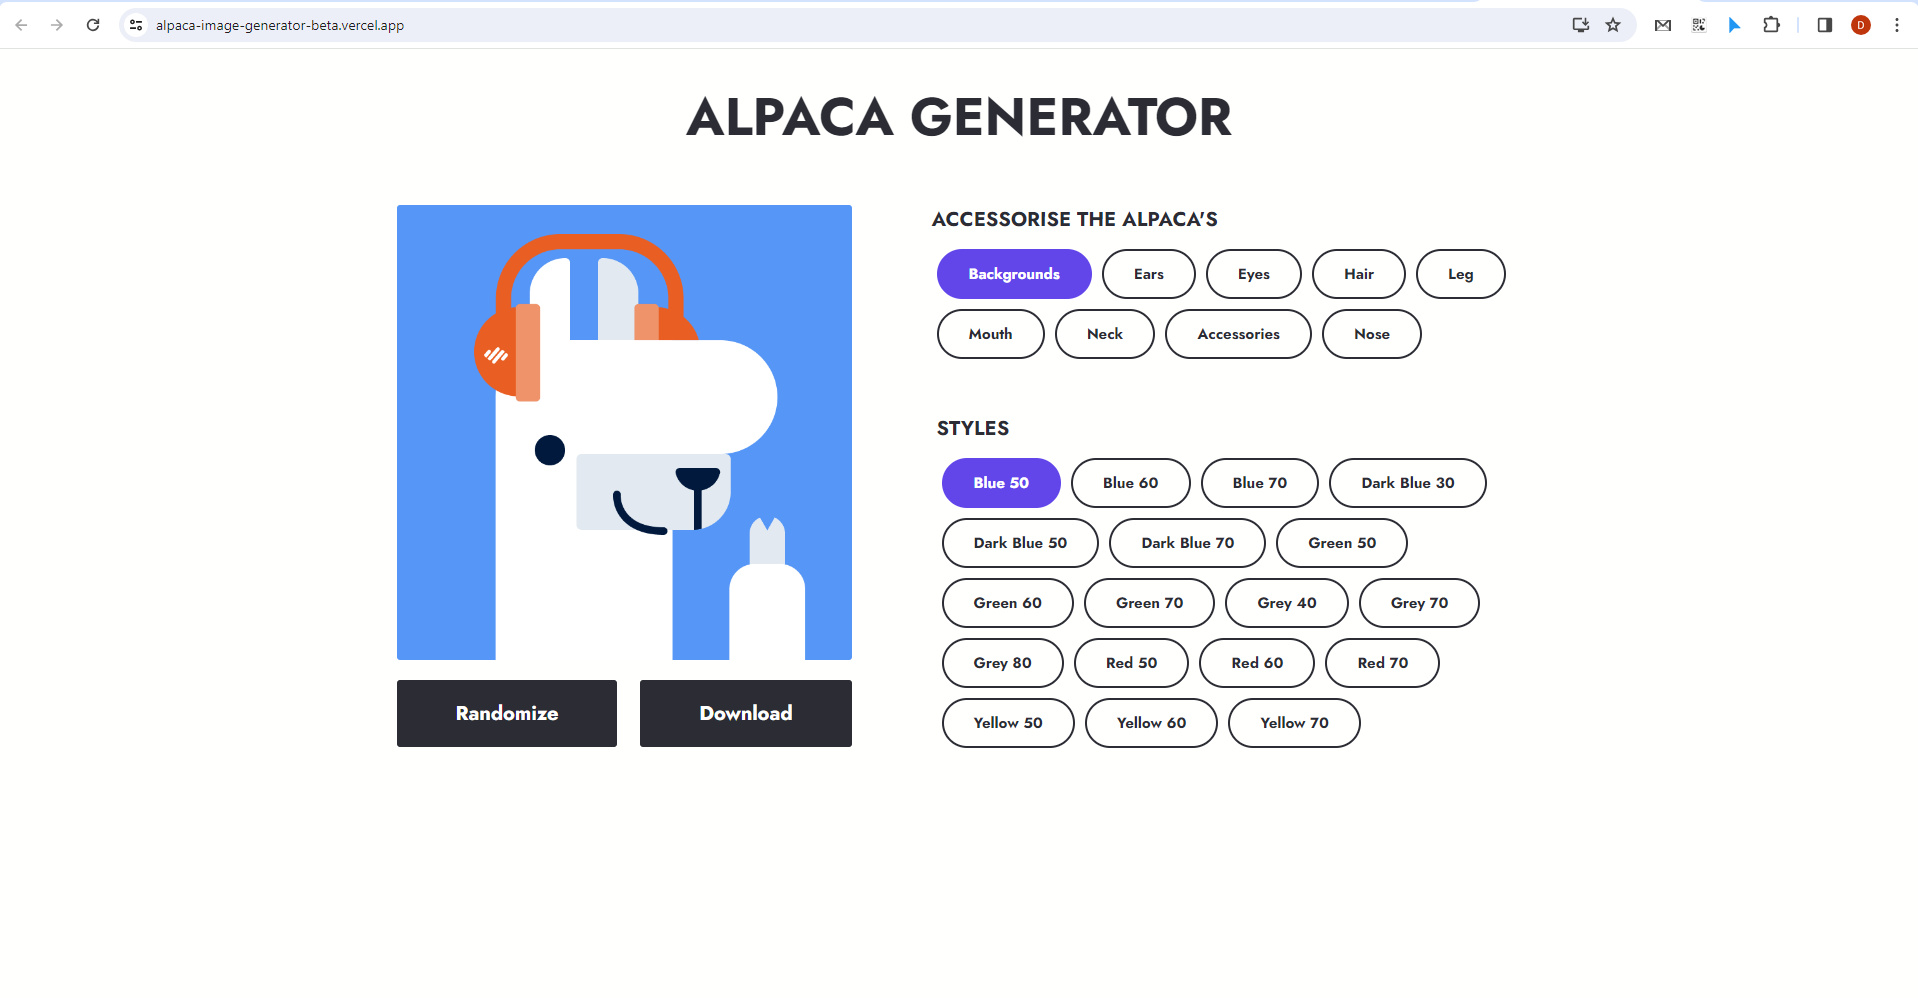 alpaca-image-generator-beta.vercel.app
D
ALPACA GENERATOR
ACCESSORISE THE ALPACA'S
Backgrounds Ears Eyes Hair Leg
Mouth Neck Accessories Nose
STYLES
Blue 50 Blue 60 Blue 70 Dark Blue 30
Dark Blue 50 Dark Blue 70 Green 50
Green 60 Green 70 Grey 40 Grey 70
Grey 80 Red 50 Red 60 Red 70
Yellow 50 Yellow 60 Yellow 70
Randomize Download